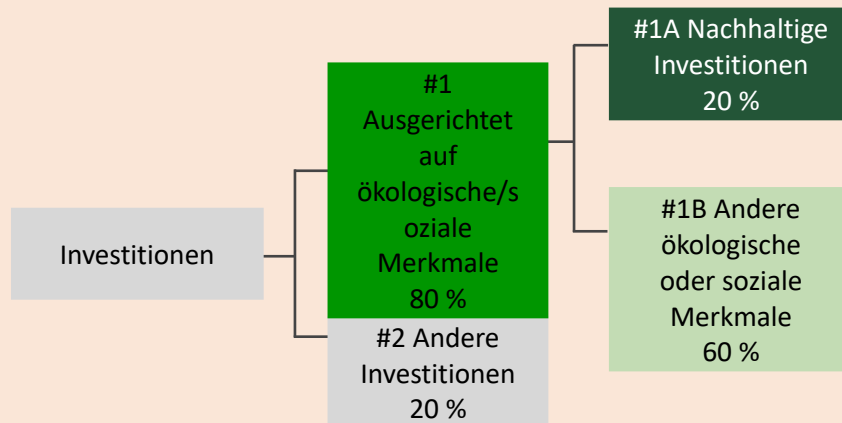 Investitionen
#1
Ausgerichtet
auf
ökologische/s
oziale
Merkmale
80 %
#2 Andere
Investitionen
20 %
#1A Nachhaltige
Investitionen
20 %
#1B Andere
ökologische
oder soziale
Merkmale
60 %